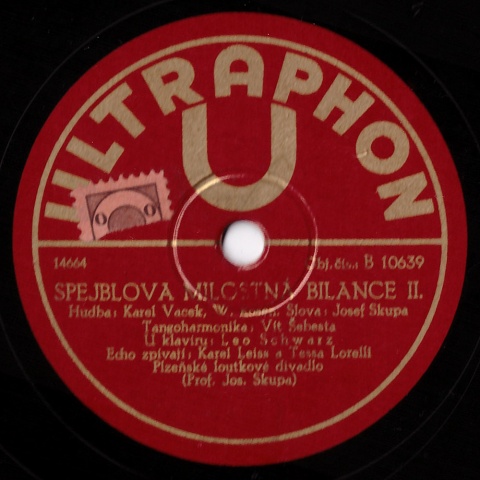 ULTRAPHON
U
14664 Obj. čís.: B 10639
SPEJBLOVA MILOSTNÁ BILANCE II.
Hudba: Karel Vacek, W. Slova: Josef Skupa
Tangoharmonika: Vít Šebesta
U klavíru: Leo Schwarz
Echo zpívají: Karel Leiss a Tessa Lorelli
Plzeňské loutkové divadlo
(Prof. Jos. Skupa)